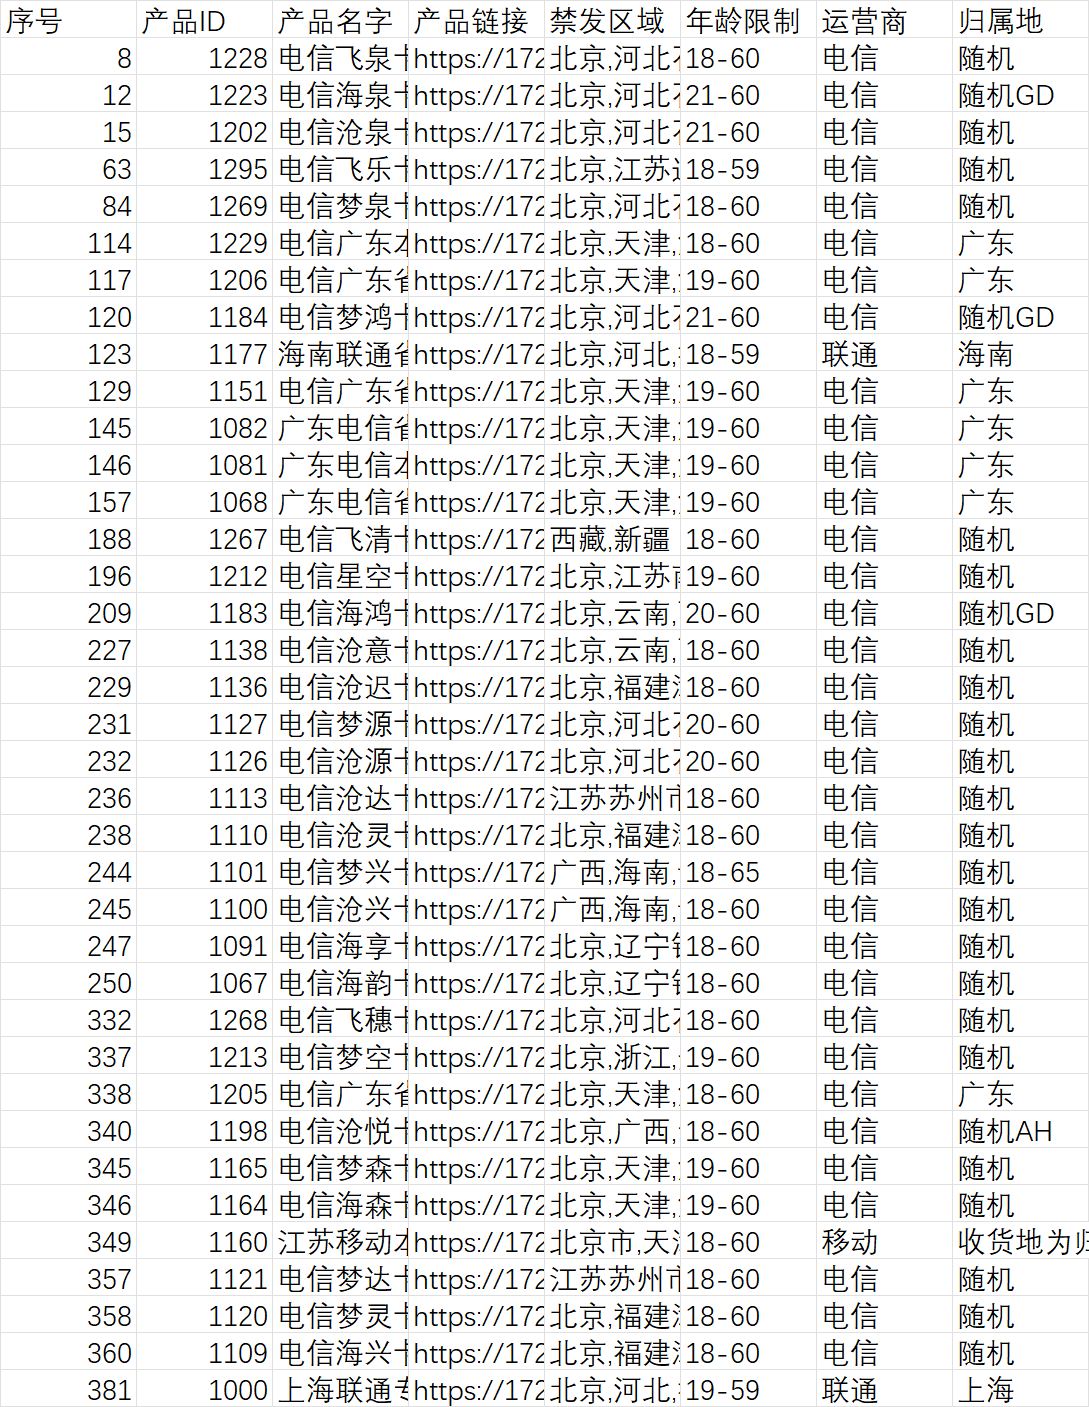 序号 产品ID 产品名字 产品链接 禁发区域 年龄限制 运营商 归属地
8 1228 电信飞泉卡 https://172 北京,河北石 18-60 电信 随机
12 1223 电信海泉卡 https://172 北京,河北石 21-60 电信 随机GD
15 1202 电信沧泉卡 https://172 北京,河北石 21-60 电信 随机
63 1295 电信飞乐卡 https://172 北京,江苏 18-59 电信 随机
84 1269 电信梦泉卡 https://172 北京,河北石 18-60 电信 随机
114 1229 电信广东本 https://172 北京,天津, 18-60 电信 广东
117 1206 电信广东省 https://172 北京,天津, 19-60 电信 广东
120 1184 电信梦鸿卡 https://172 北京,河北石 21-60 电信 随机GD
123 1177 海南联通省 https://172 北京,河北, 18-59 联通 海南
129 1151 电信广东省 https://172 北京,天津, 19-60 电信 广东
145 1082 广东电信省 https://172 北京,天津, 19-60 电信 广东
146 1081 广东电信本 https://172 北京,天津, 19-60 电信 广东
157 1068 广东电信省 https://172 北京,天津, 19-60 电信 广东
188 1267 电信飞清卡 https://172 西藏,新疆 18-60 电信 随机
196 1212 电信星空卡 https://172 北京,江苏南 19-60 电信 随机
209 1183 电信海鸿卡 https://172 北京,云南, 20-60 电信 随机GD
227 1138 电信沧意卡 https://172 北京,云南, 18-60 电信 随机
229 1136 电信沧迟卡 https://172 北京,福建 18-60 电信 随机
231 1127 电信梦源卡 https://172 北京,河北石 20-60 电信 随机
232 1126 电信沧源卡 https://172 北京,河北石 20-60 电信 随机
236 1113 电信沧达卡 https://172 江苏苏州市 18-60 电信 随机
238 1110 电信沧灵卡 https://172 北京,福建 18-60 电信 随机
244 1101 电信梦兴卡 https://172 广西,海南, 18-65 电信 随机
245 1100 电信沧兴卡 https://172 广西,海南, 18-60 电信 随机
247 1091 电信海享卡 https://172 北京,辽宁 18-60 电信 随机
250 1067 电信海韵卡 https://172 北京,辽宁 18-60 电信 随机
332 1268 电信飞穗卡 https://172 北京,河北石 18-60 电信 随机
337 1213 电信梦空卡 https://172 北京,浙江, 19-60 电信 随机
338 1205 电信广东省 https://172 北京,天津, 18-60 电信 广东
340 1198 电信沧悦卡 https://172 北京,广西, 18-60 电信 随机AH
345 1165 电信梦森卡 https://172 北京,天津, 19-60 电信 随机
346 1164 电信海森卡 https://172 北京,天津, 19-60 电信 随机
349 1160 江苏移动本 https://172 北京市,天津 18-60 移动 收货地为归
357 1121 电信梦达卡 https://172 江苏苏州市 18-60 电信 随机
358 1120 电信梦灵卡 https://172 北京,福建 18-60 电信 随机
360 1109 电信海兴卡 https://172 北京,福建 18-60 电信 随机
381 1000 上海联通专 https://172 北京,河北, 19-59 联通 上海